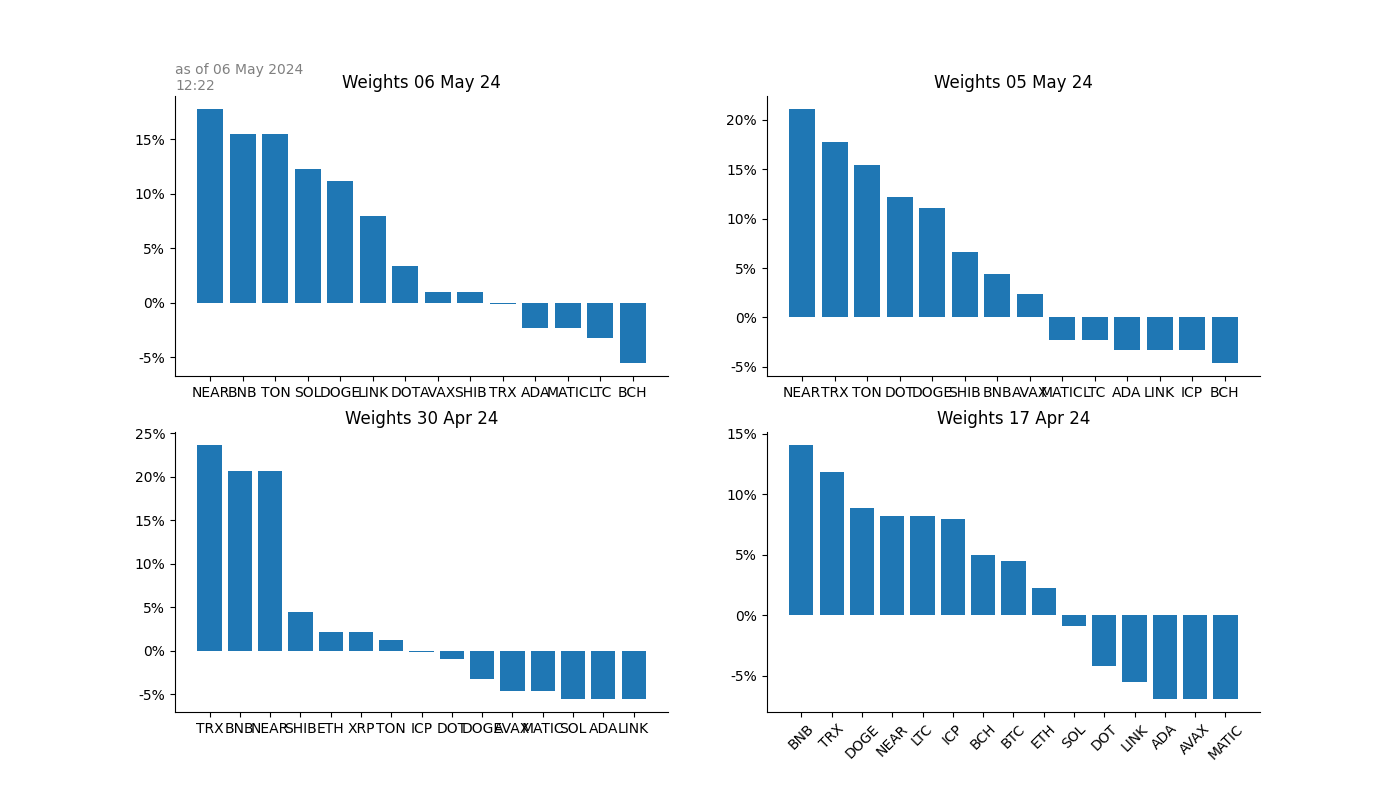 as of 06 May 2024
12:22
Weights 06 May 24
15%
10%
5%
0%
-5%
NEAR BNB TON SOL DOGE LINK DOT AVAX SHIB TRX ADA MATIC LTC BCH
Weights 05 May 24
20%
15%
10%
5%
0%
-5%
NEAR TRX TON DOT DOGE SHIB BNB AVAX MATIC LTC ADA LINK ICP BCH
Weights 30 Apr 24
25%
20%
15%
10%
5%
0%
-5%
TRX BNB NEAR SHIB ETH XRP TON ICP DOT DOGE AVAX MATIC SOL ADA LINK
Weights 17 Apr 24
15%
10%
5%
0%
-5%
BNB TRX DOGE NEAR LTC ICP BCH BTC ETH SOL DOT LINK ADA AVAX MATIC